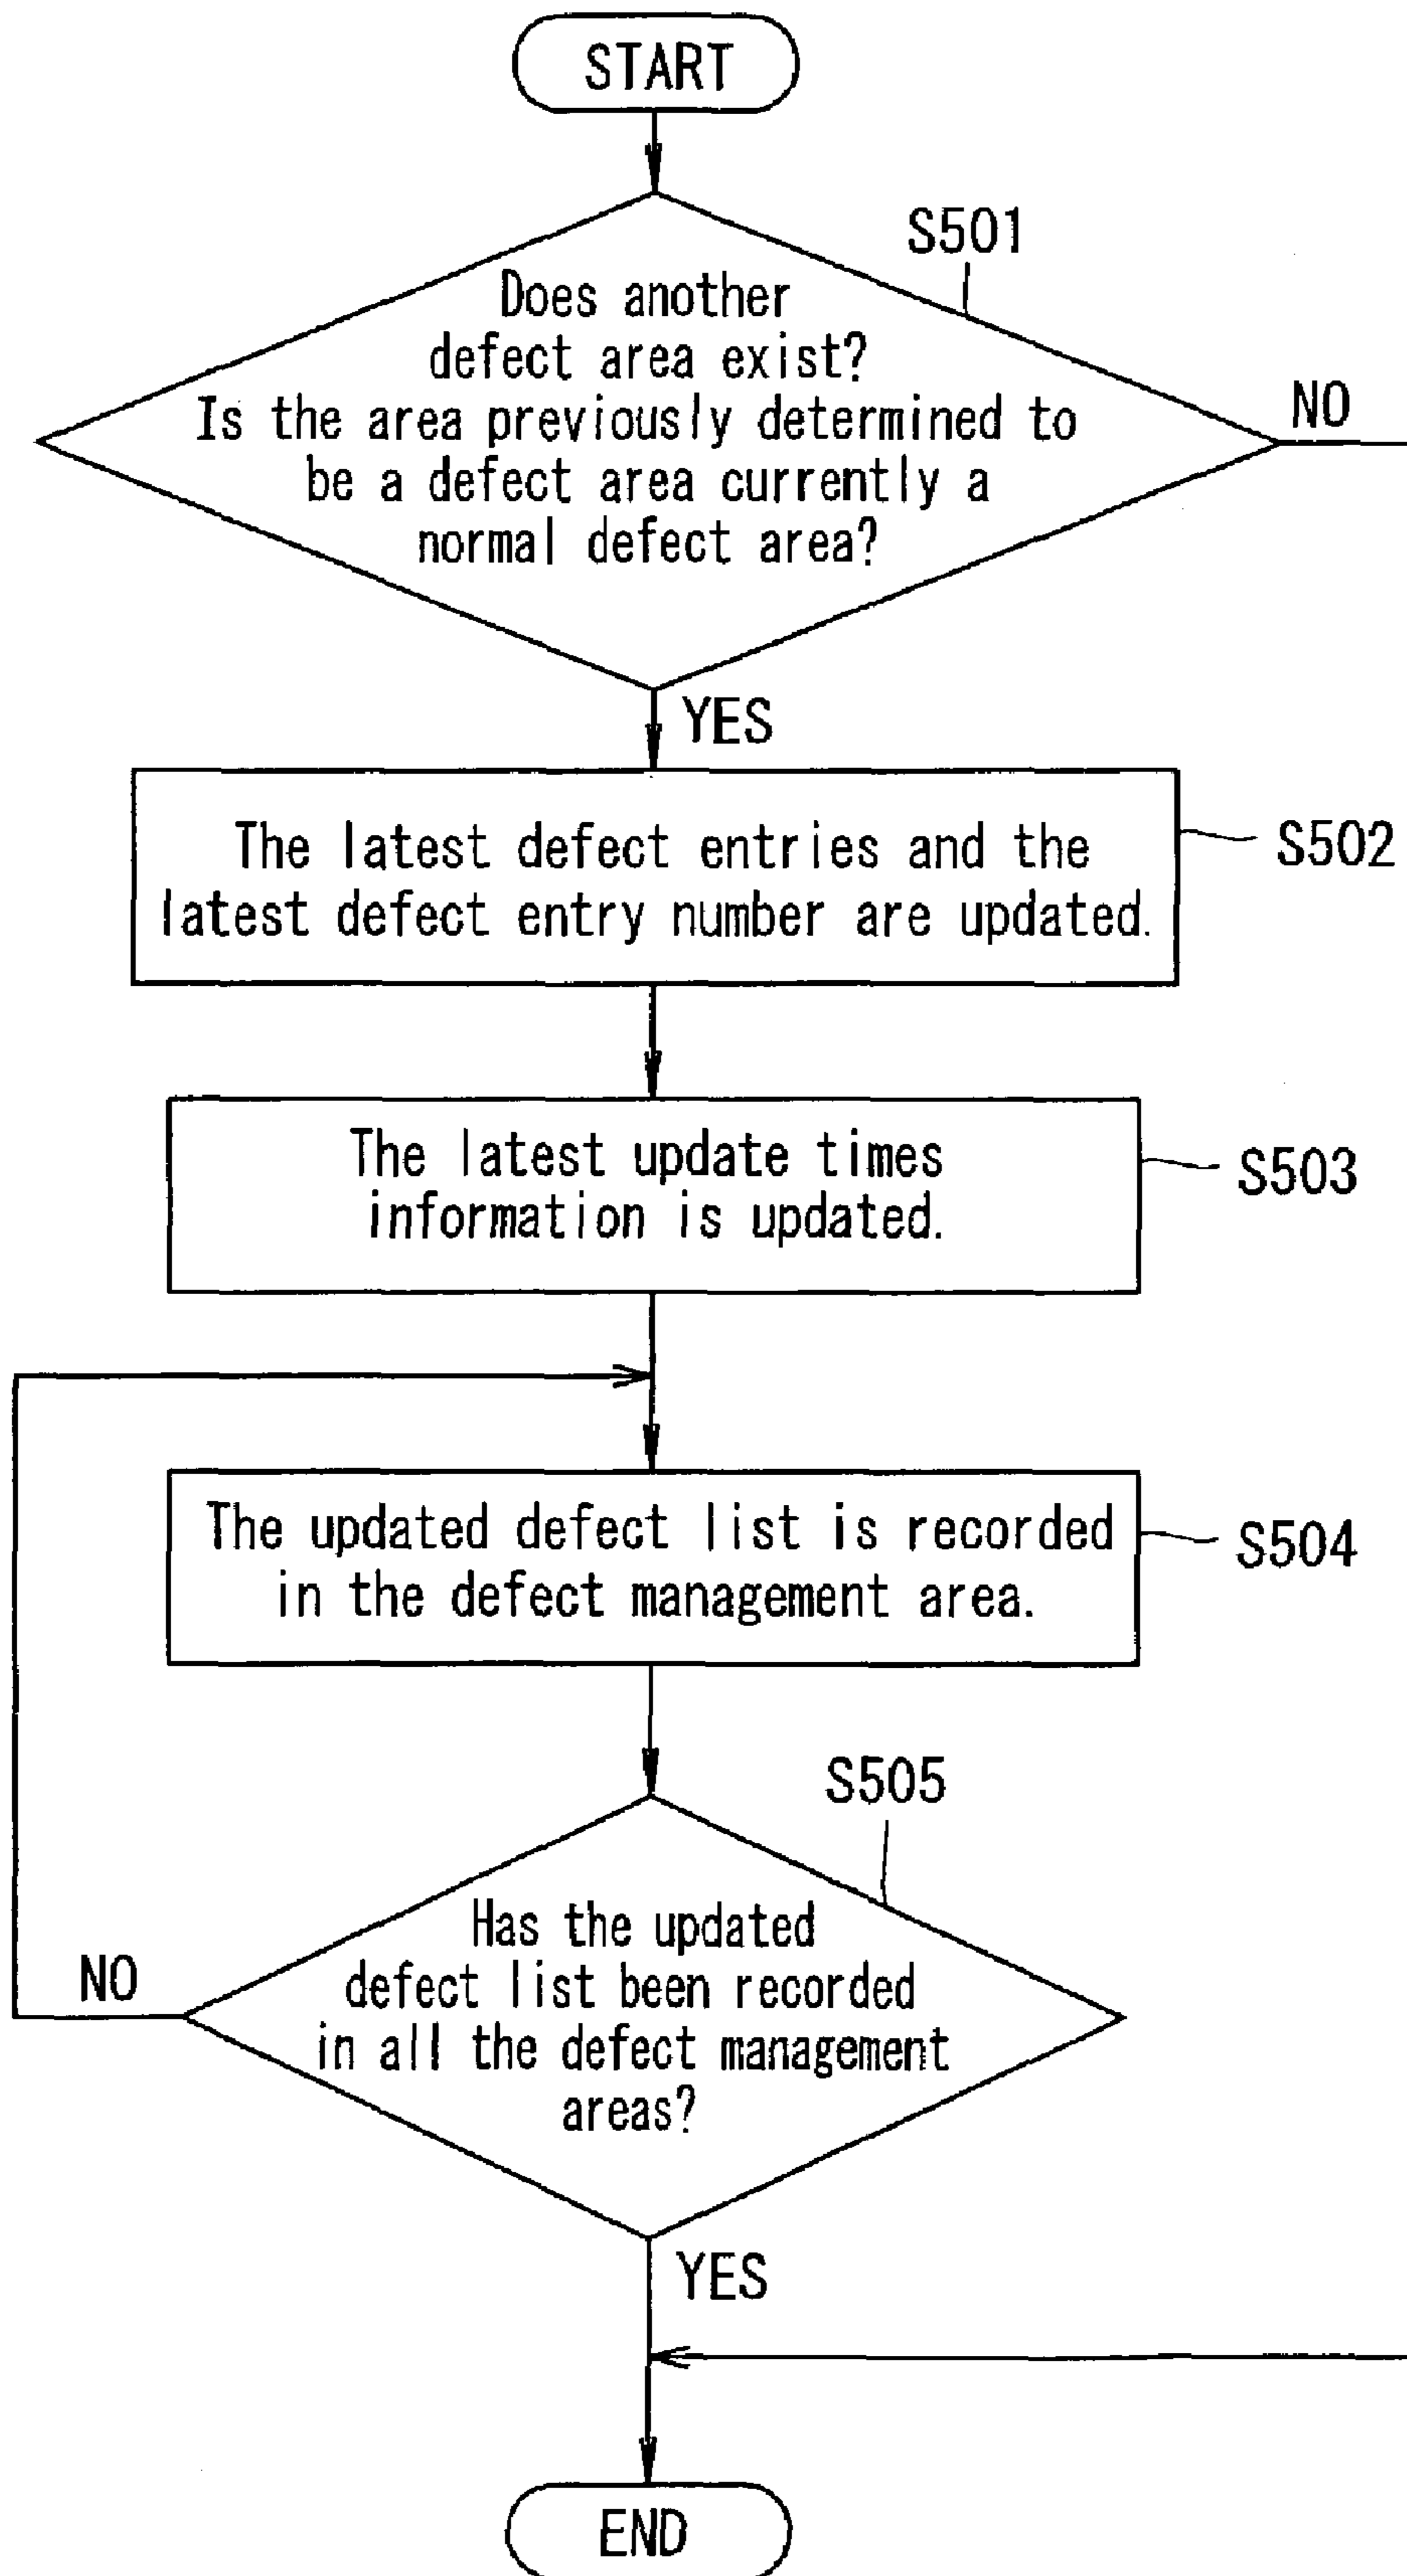 START
S501
Does another
defect area exist?
Is the area previously determined to
be a defect area currently a
normal defect area?
NO
YES
The latest defect entries and the
latest defect entry number are updated.
S502
The latest update times
information is updated.
S503
The updated defect list is recorded
in the defect management area.
S504
S505
Has the updated
defect list been recorded
in all the defect management
areas?
NO
YES
END